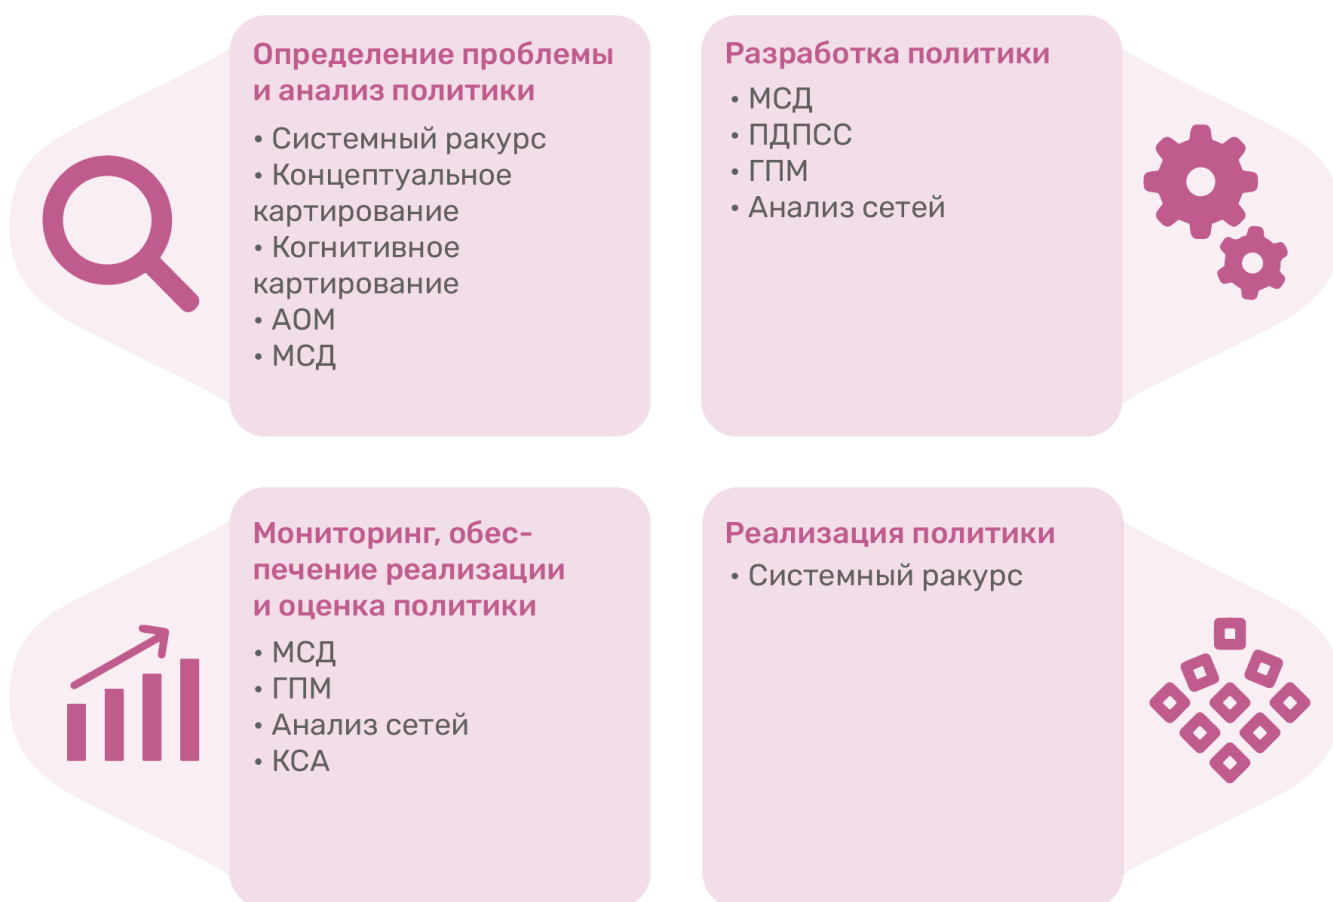 Определение проблемы
и анализ политики
• Системный ракурс
• Концептуальное
картирование
• Когнитивное
картирование
• АОМ
• МСД
Разработка политики
• МСД
• ПДПСС
• ГПМ
• Анализ сетей
Мониторинг, обес-
печение реализации
и оценка политики
• МСД
• ГПМ
• Анализ сетей
• КСА
Реализация политики
• Системный ракурс